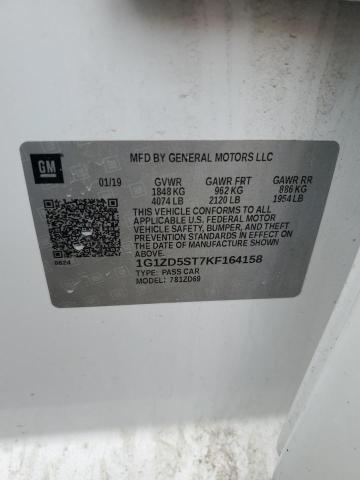 GM
MFD BY GENERAL MOTORS LLC
01/19 GVWR GAWR FRT GAWR RR
1848 KG 962 KG 886 KG
4074 LB 2120 LB 1954 LB
THIS VEHICLE CONFORMS TO ALL
APPLICABLE U.S. FEDERAL MOTOR
VEHICLE SAFETY, BUMPER, AND THEFT
PREVENTION STANDARDS IN EFFECT ON
THE DATE OF MANUFACTURE SHOWN
ABOVE.
1G1ZD5ST7KF164158
TYPE: PASS CAR
MODEL: 781ZD69